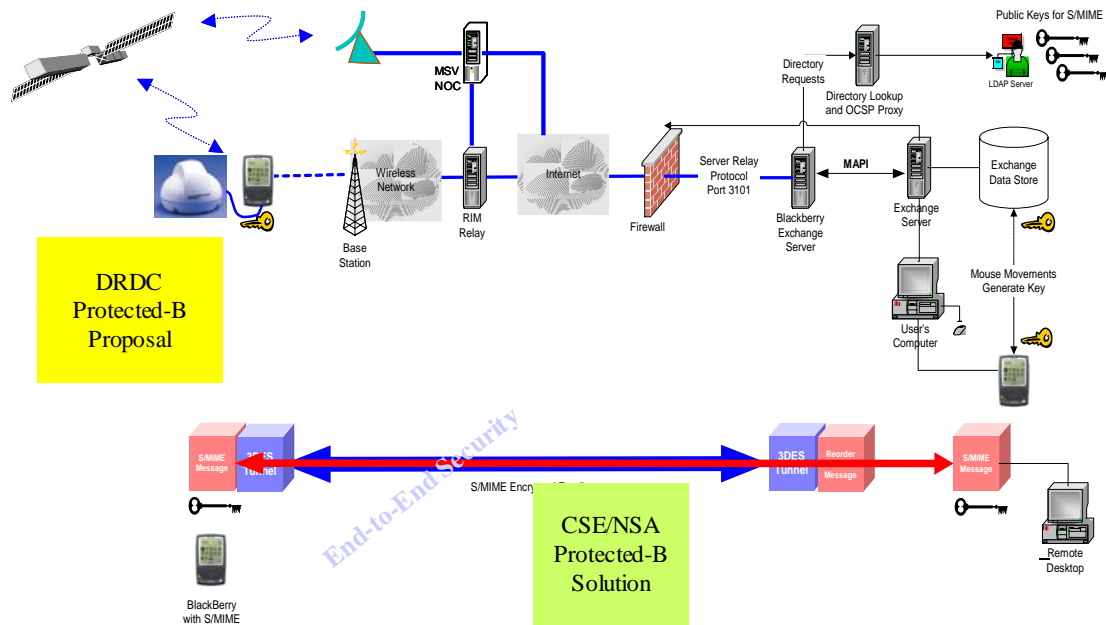 Public Keys for S/MIME
MSV
NOC
Directory
Requests
LDAP Server
Directory Lookup
and OCSP Proxy
Wireless
Network
Internet
Server Relay
Protocol
Port 3101
MAPI
Exchange
Data Store
RIM
Relay
Firewall
Blackberry
Exchange
Server
Exchange
Server
Base
Station
DRDC
Protected-B
Proposal
Mouse Movements
Generate Key
User's
Computer
S/MIME
Message
3DES
Tunnel
3DES
Tunnel
Reorder
Message
S/MIME
Message
End-to-End Security
S/MIME
CSE/NSA
Protected-B
Solution
Remote
Desktop
BlackBerry
with S/MIME